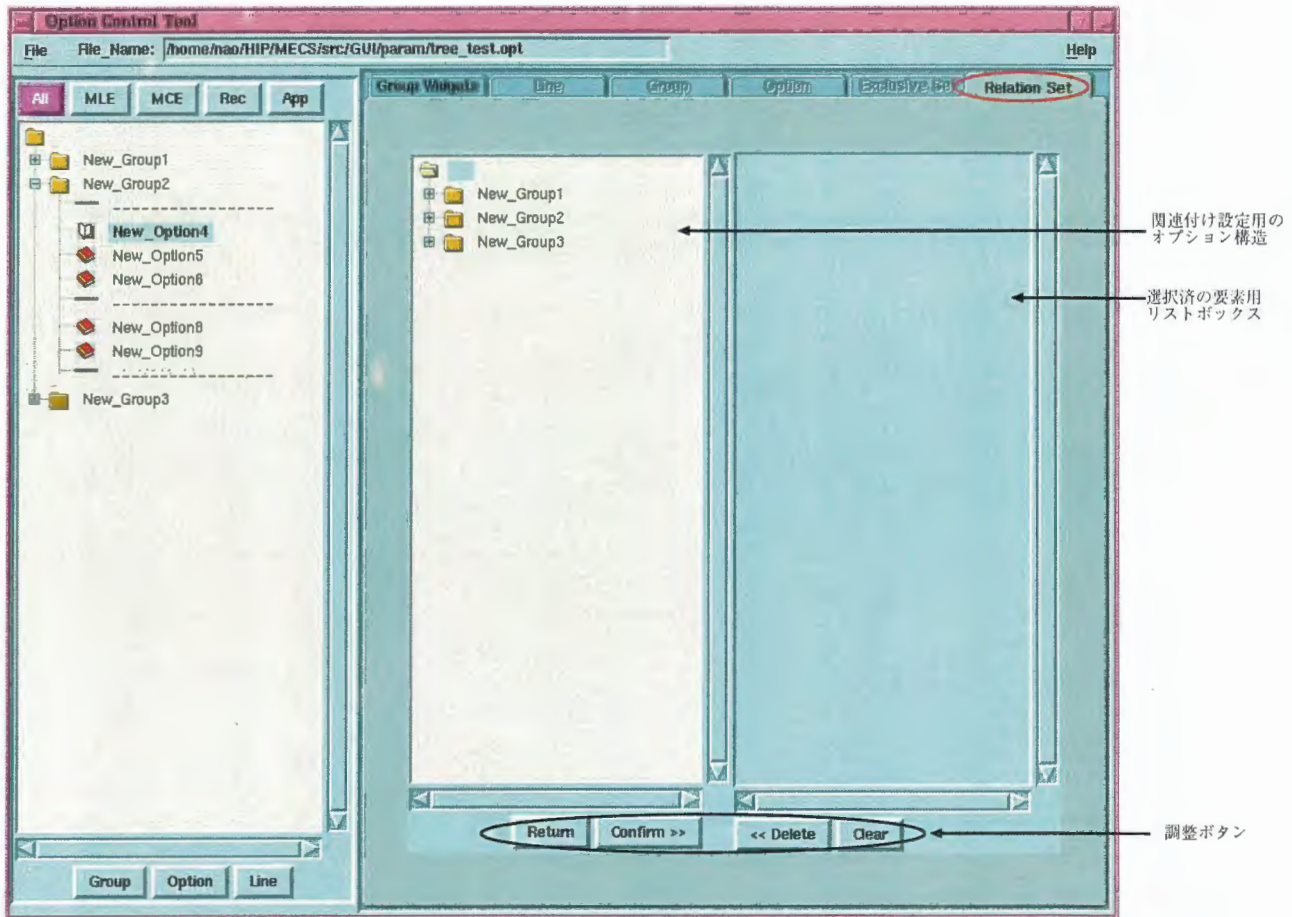 Option Control Tool
File File_Name: /home/nao/HIP/MECS/src/GUI/param/tree_test.opt Help
All MLE MCE Rec App
New_Group1
New_Group2
New_Option4
New_Option5
New_Option6
New_Option8
New_Option9
New_Group3
Group Option Line
Group Widgets Line Group Option Exclusive Set Relation Set
New_Group1
New_Group2
New_Group3
Return Confirm >> << Delete Clear
関連付け設定用の
オプション構造
選択済の要素用
リストボックス
調整ボタン